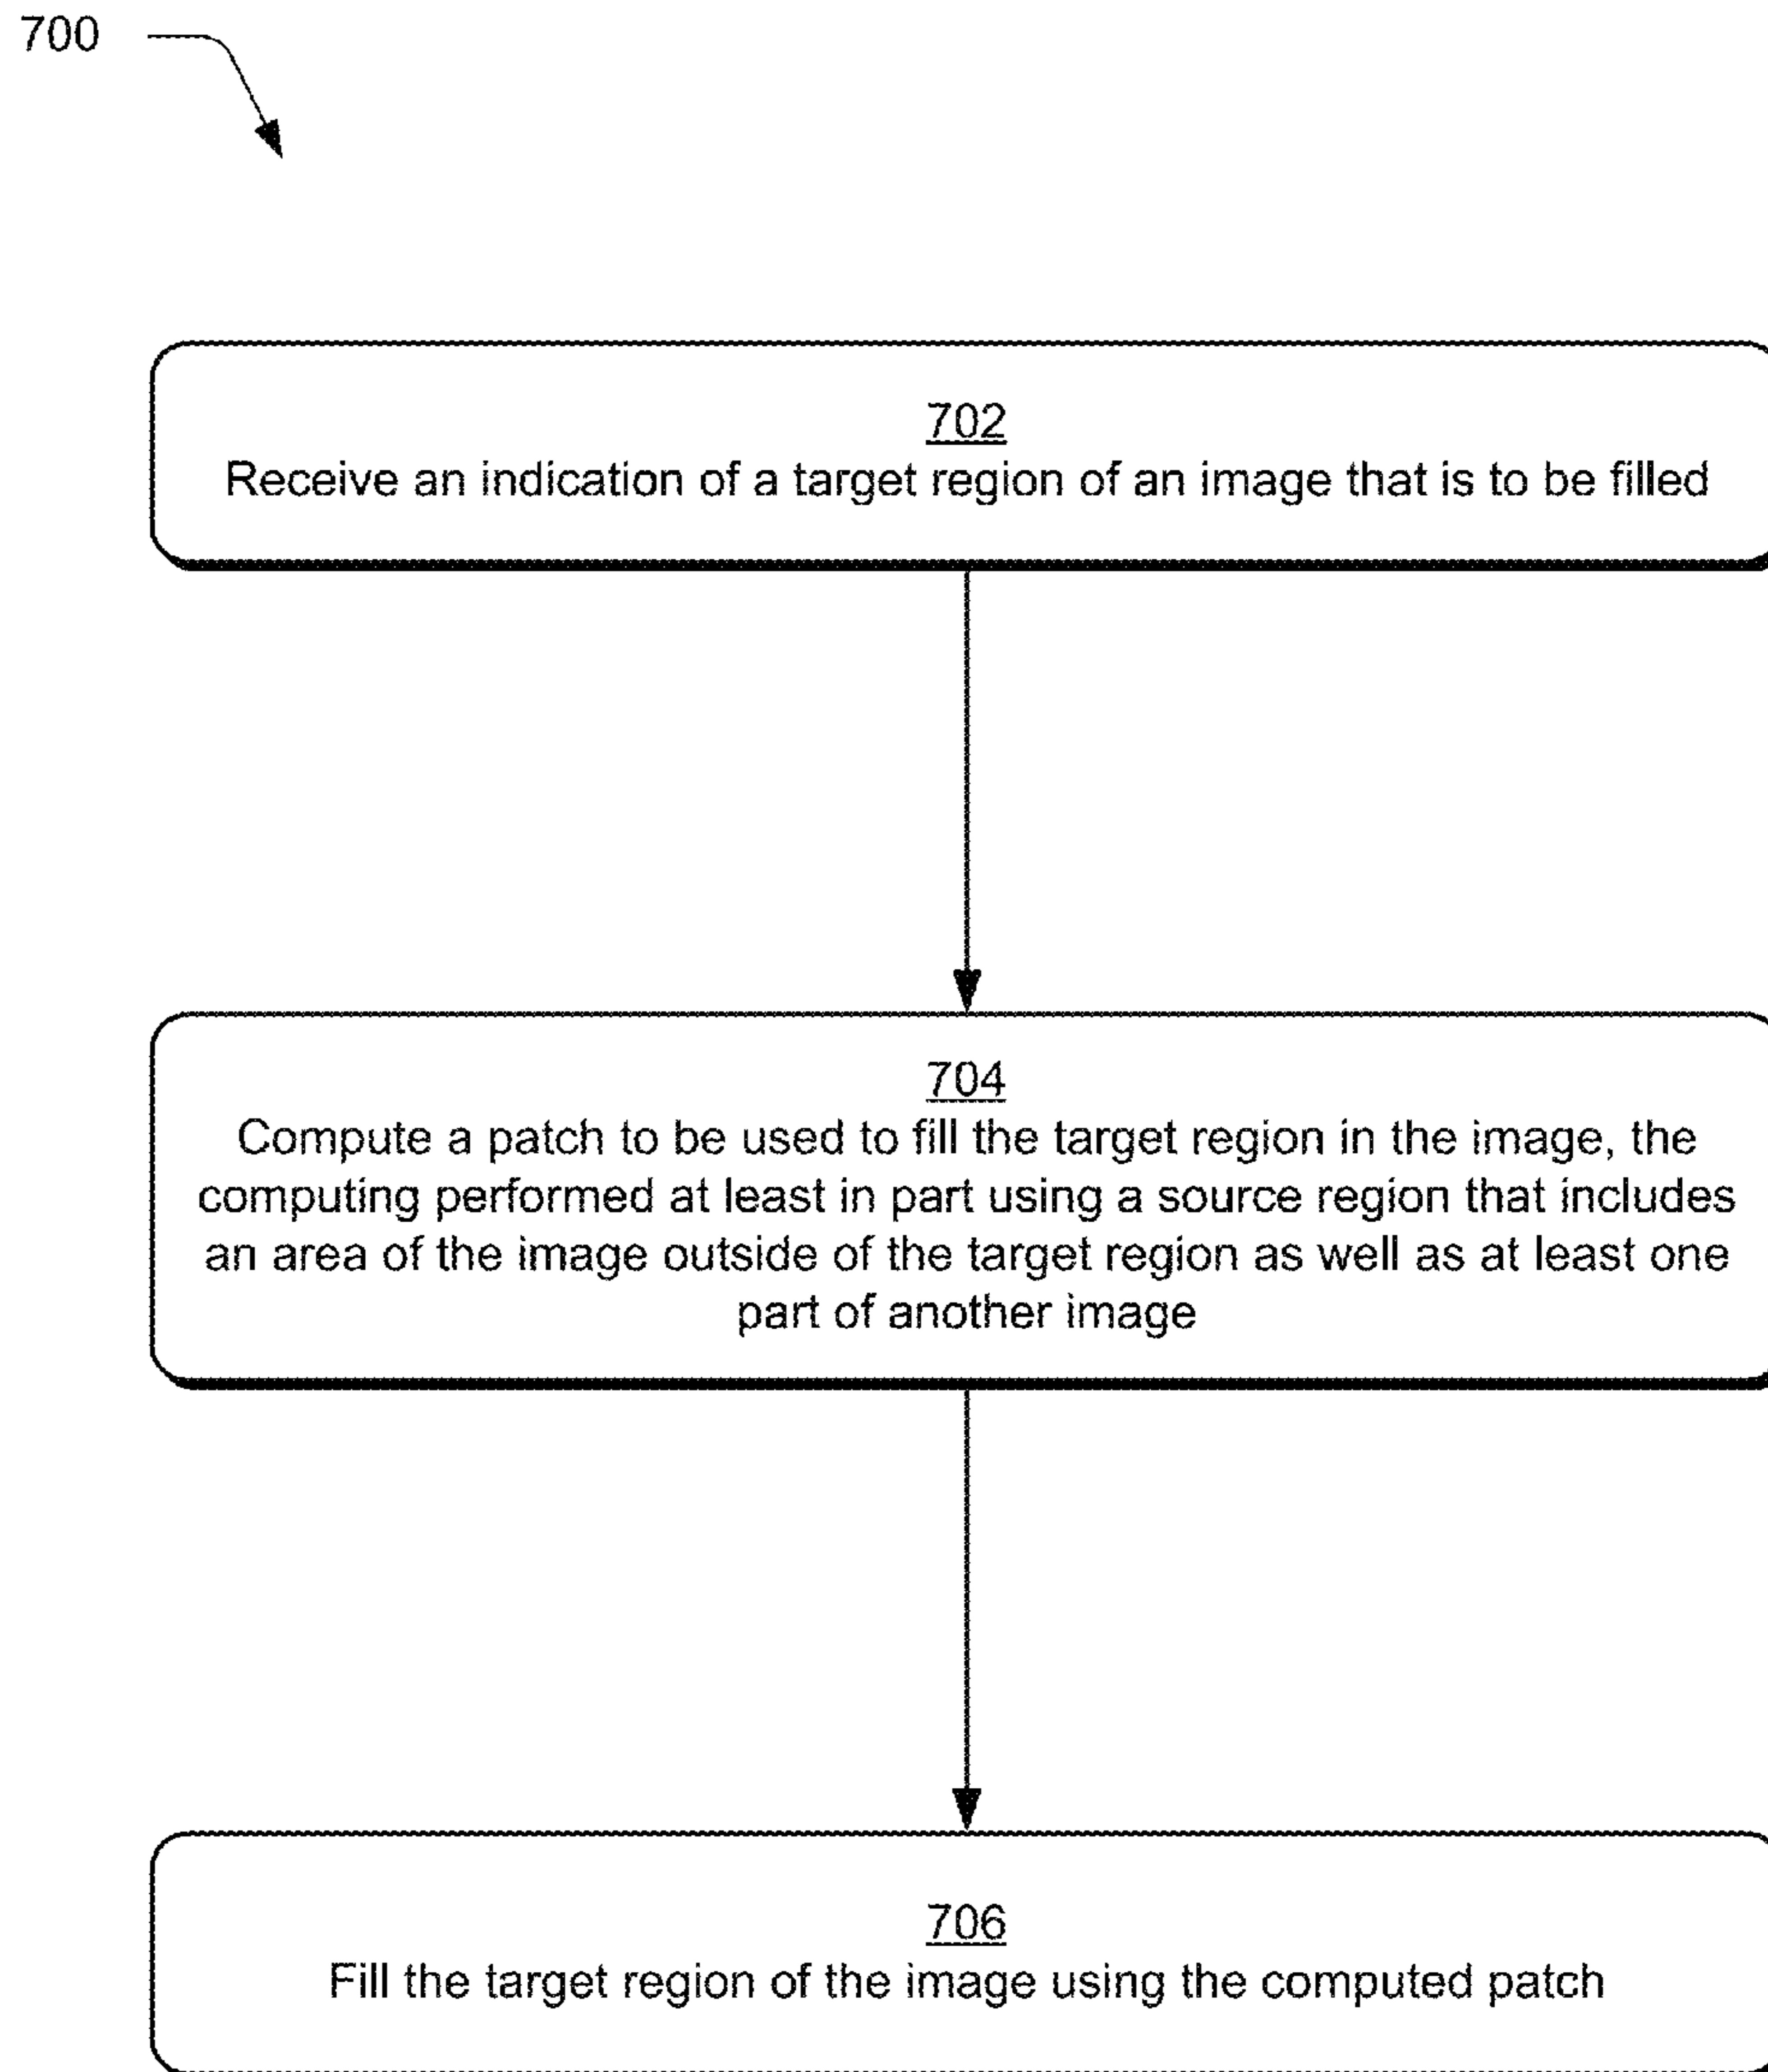 700
702
Receive an indication of a target region of an image that is to be filled
704
Compute a patch to be used to fill the target region in the image, the
computing performed at least in part using a source region that includes
an area of the image outside of the target region as well as at least one
part of another image
706
Fill the target region of the image using the computed patch